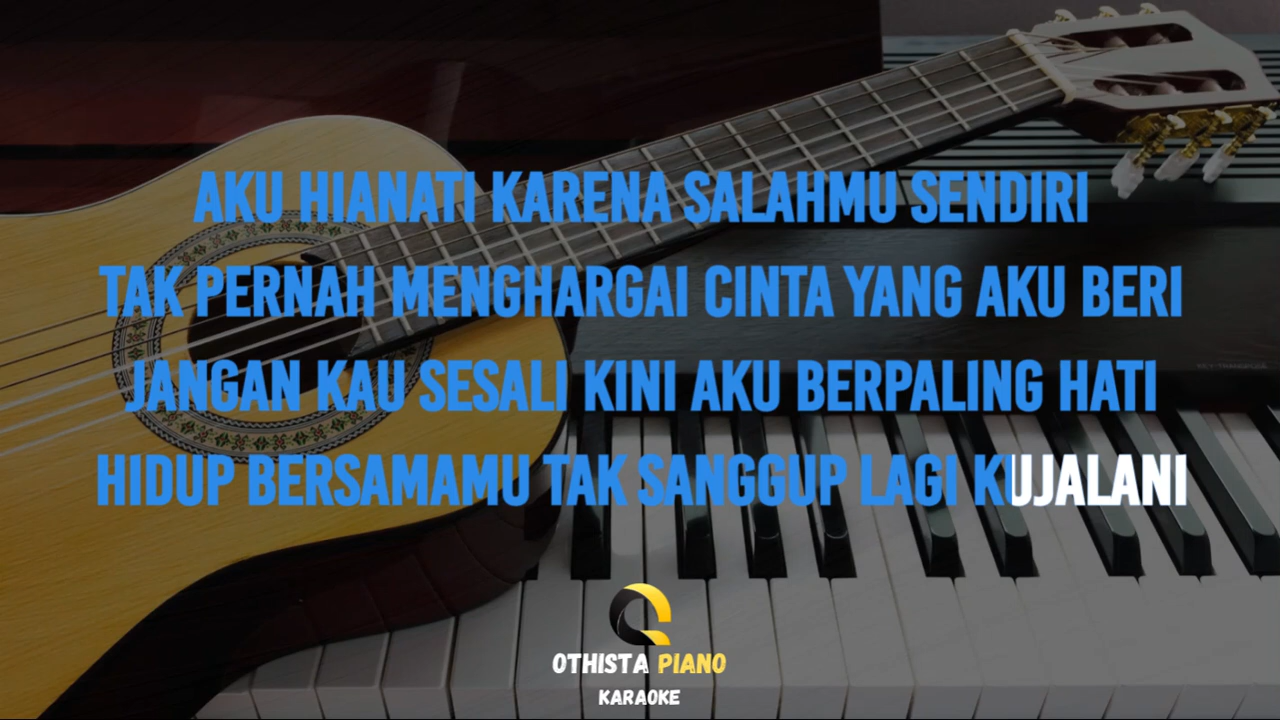 AKU HIANATI KARENA SALAHMU SENDIRI
TAK PERNAH MENGHARGAI CINTA YANG AKU BERI
JANGAN KAU SESALI KINI AKU BERPALING HATI
HIDUP BERSAMAMU TAK SANGGUP LAGI KUJALANI
OTHISTA PIANO
KARAOKE